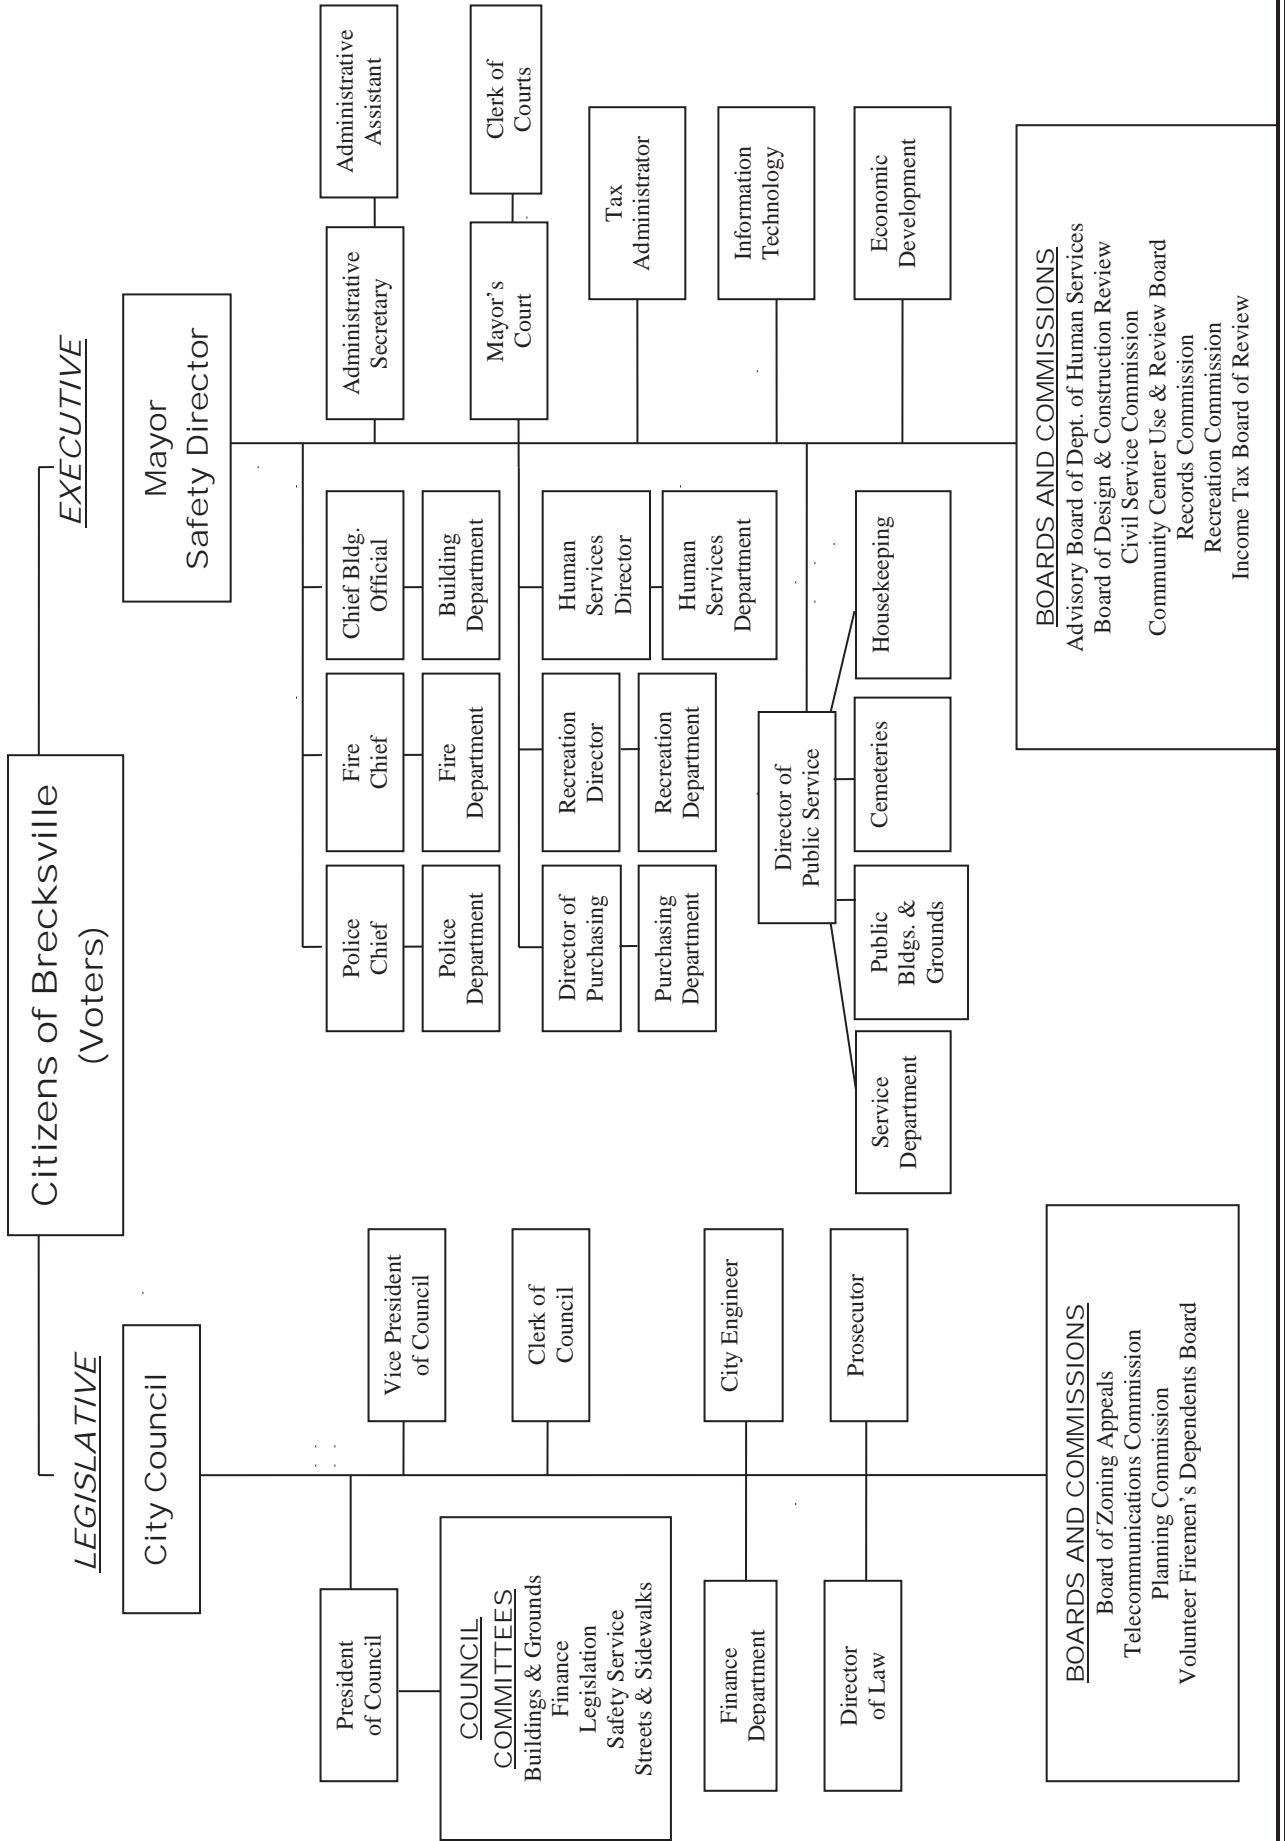 Citizens of Brecksville
(Voters)
LEGISLATIVE
EXECUTIVE
City Council
Mayor
Safety Director
President
of Council
Vice President
of Council
COUNCIL
COMMITTEES
Buildings & Grounds
Finance
Legislation
Safety Service
Streets & Sidewalks
Clerk of
Council
Finance
Department
City Engineer
Director
of Law
Prosecutor
BOARDS AND COMMISSIONS
Board of Zoning Appeals
Telecommunications Commission
Planning Commission
Volunteer Firemen's Dependents Board
Police
Chief
Fire
Chief
Chief Bldg.
Official
Administrative
Secretary
Administrative
Assistant
Police
Department
Fire
Department
Building
Department
Mayor's
Court
Clerk of
Courts
Director of
Purchasing
Recreation
Director
Human
Services
Director
Tax
Administrator
Purchasing
Department
Recreation
Department
Human
Services
Department
Information
Technology
Director of
Public Service
Service
Department
Public
Bldgs. &
Grounds
Cemeteries
Housekeeping
Economic
Development
BOARDS AND COMMISSIONS
Advisory Board of Dept. of Human Services
Board of Design & Construction Review
Civil Service Commission
Community Center Use & Review Board
Records Commission
Recreation Commission
Income Tax Board of Review